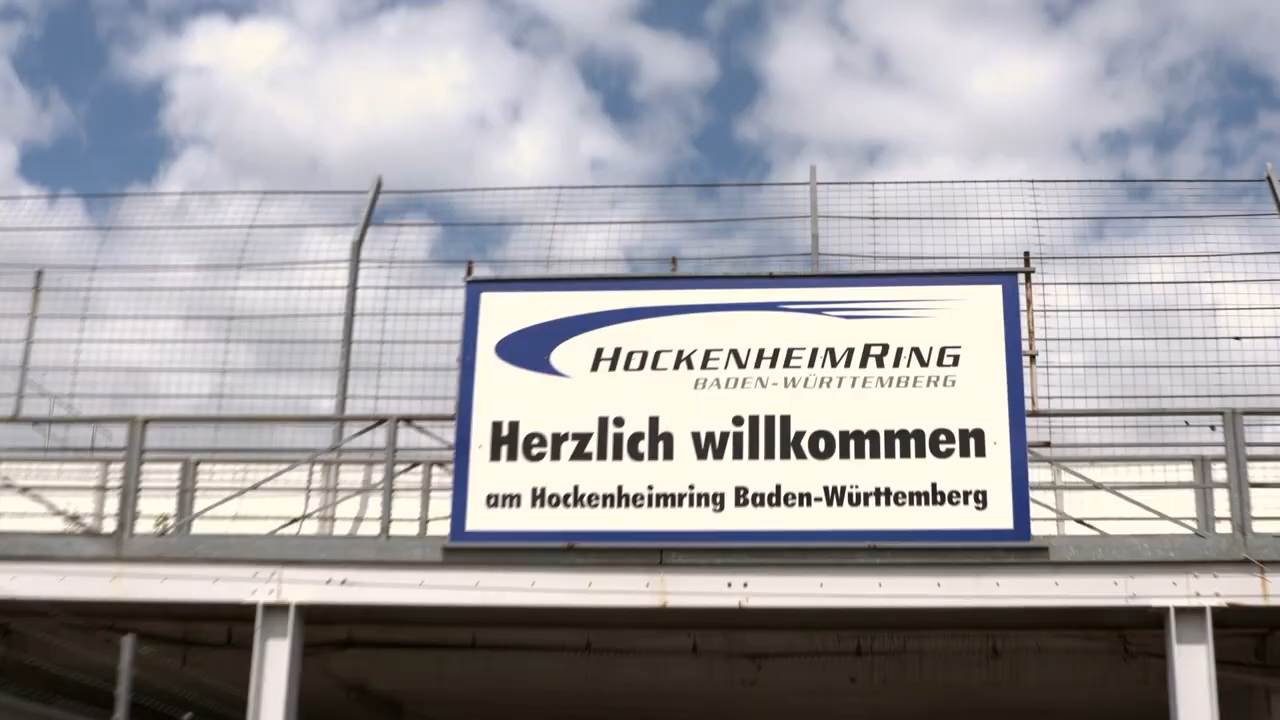 HOCKENHEIMRING
BADEN-WÜRTTEMBERG
Herzlich willkommen
am Hockenheimring Baden-Württemberg